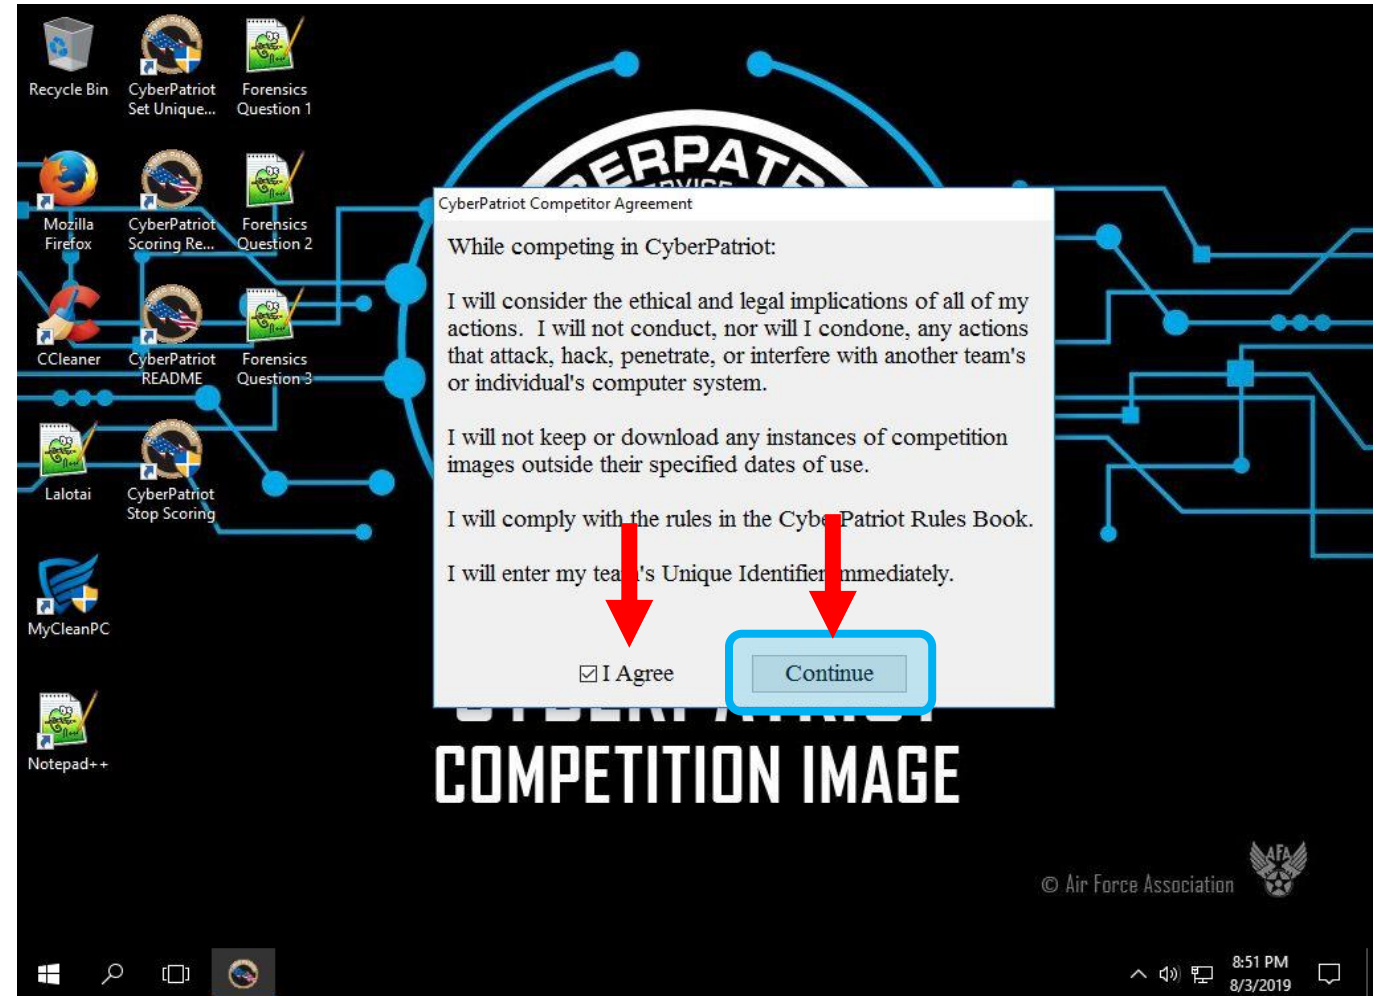 Recycle Bin
CyberPatriot
Set Unique...
Forensics
Question 1
Mozilla
Firefox
CyberPatriot
Scoring Re...
Forensics
Question 2
CCleaner
CyberPatriot
README
Forensics
Question 3
Lalotai
CyberPatriot
Stop Scoring
MyCleanPC
Notepad++
CyberPatriot Competitor Agreement
While competing in CyberPatriot:
I will consider the ethical and legal implications of all of my
actions. I will not conduct, nor will I condone, any actions
that attack, hack, penetrate, or interfere with another team's
or individual's computer system.
I will not keep or download any instances of competition
images outside their specified dates of use.
I will comply with the rules in the CyberPatriot Rules Book.
I will enter my team's Unique Identifier immediately.
I Agree
Continue
CYBERPATRIOT
COMPETITION IMAGE
AFA
© Air Force Association
8:51 PM
8/3/2019